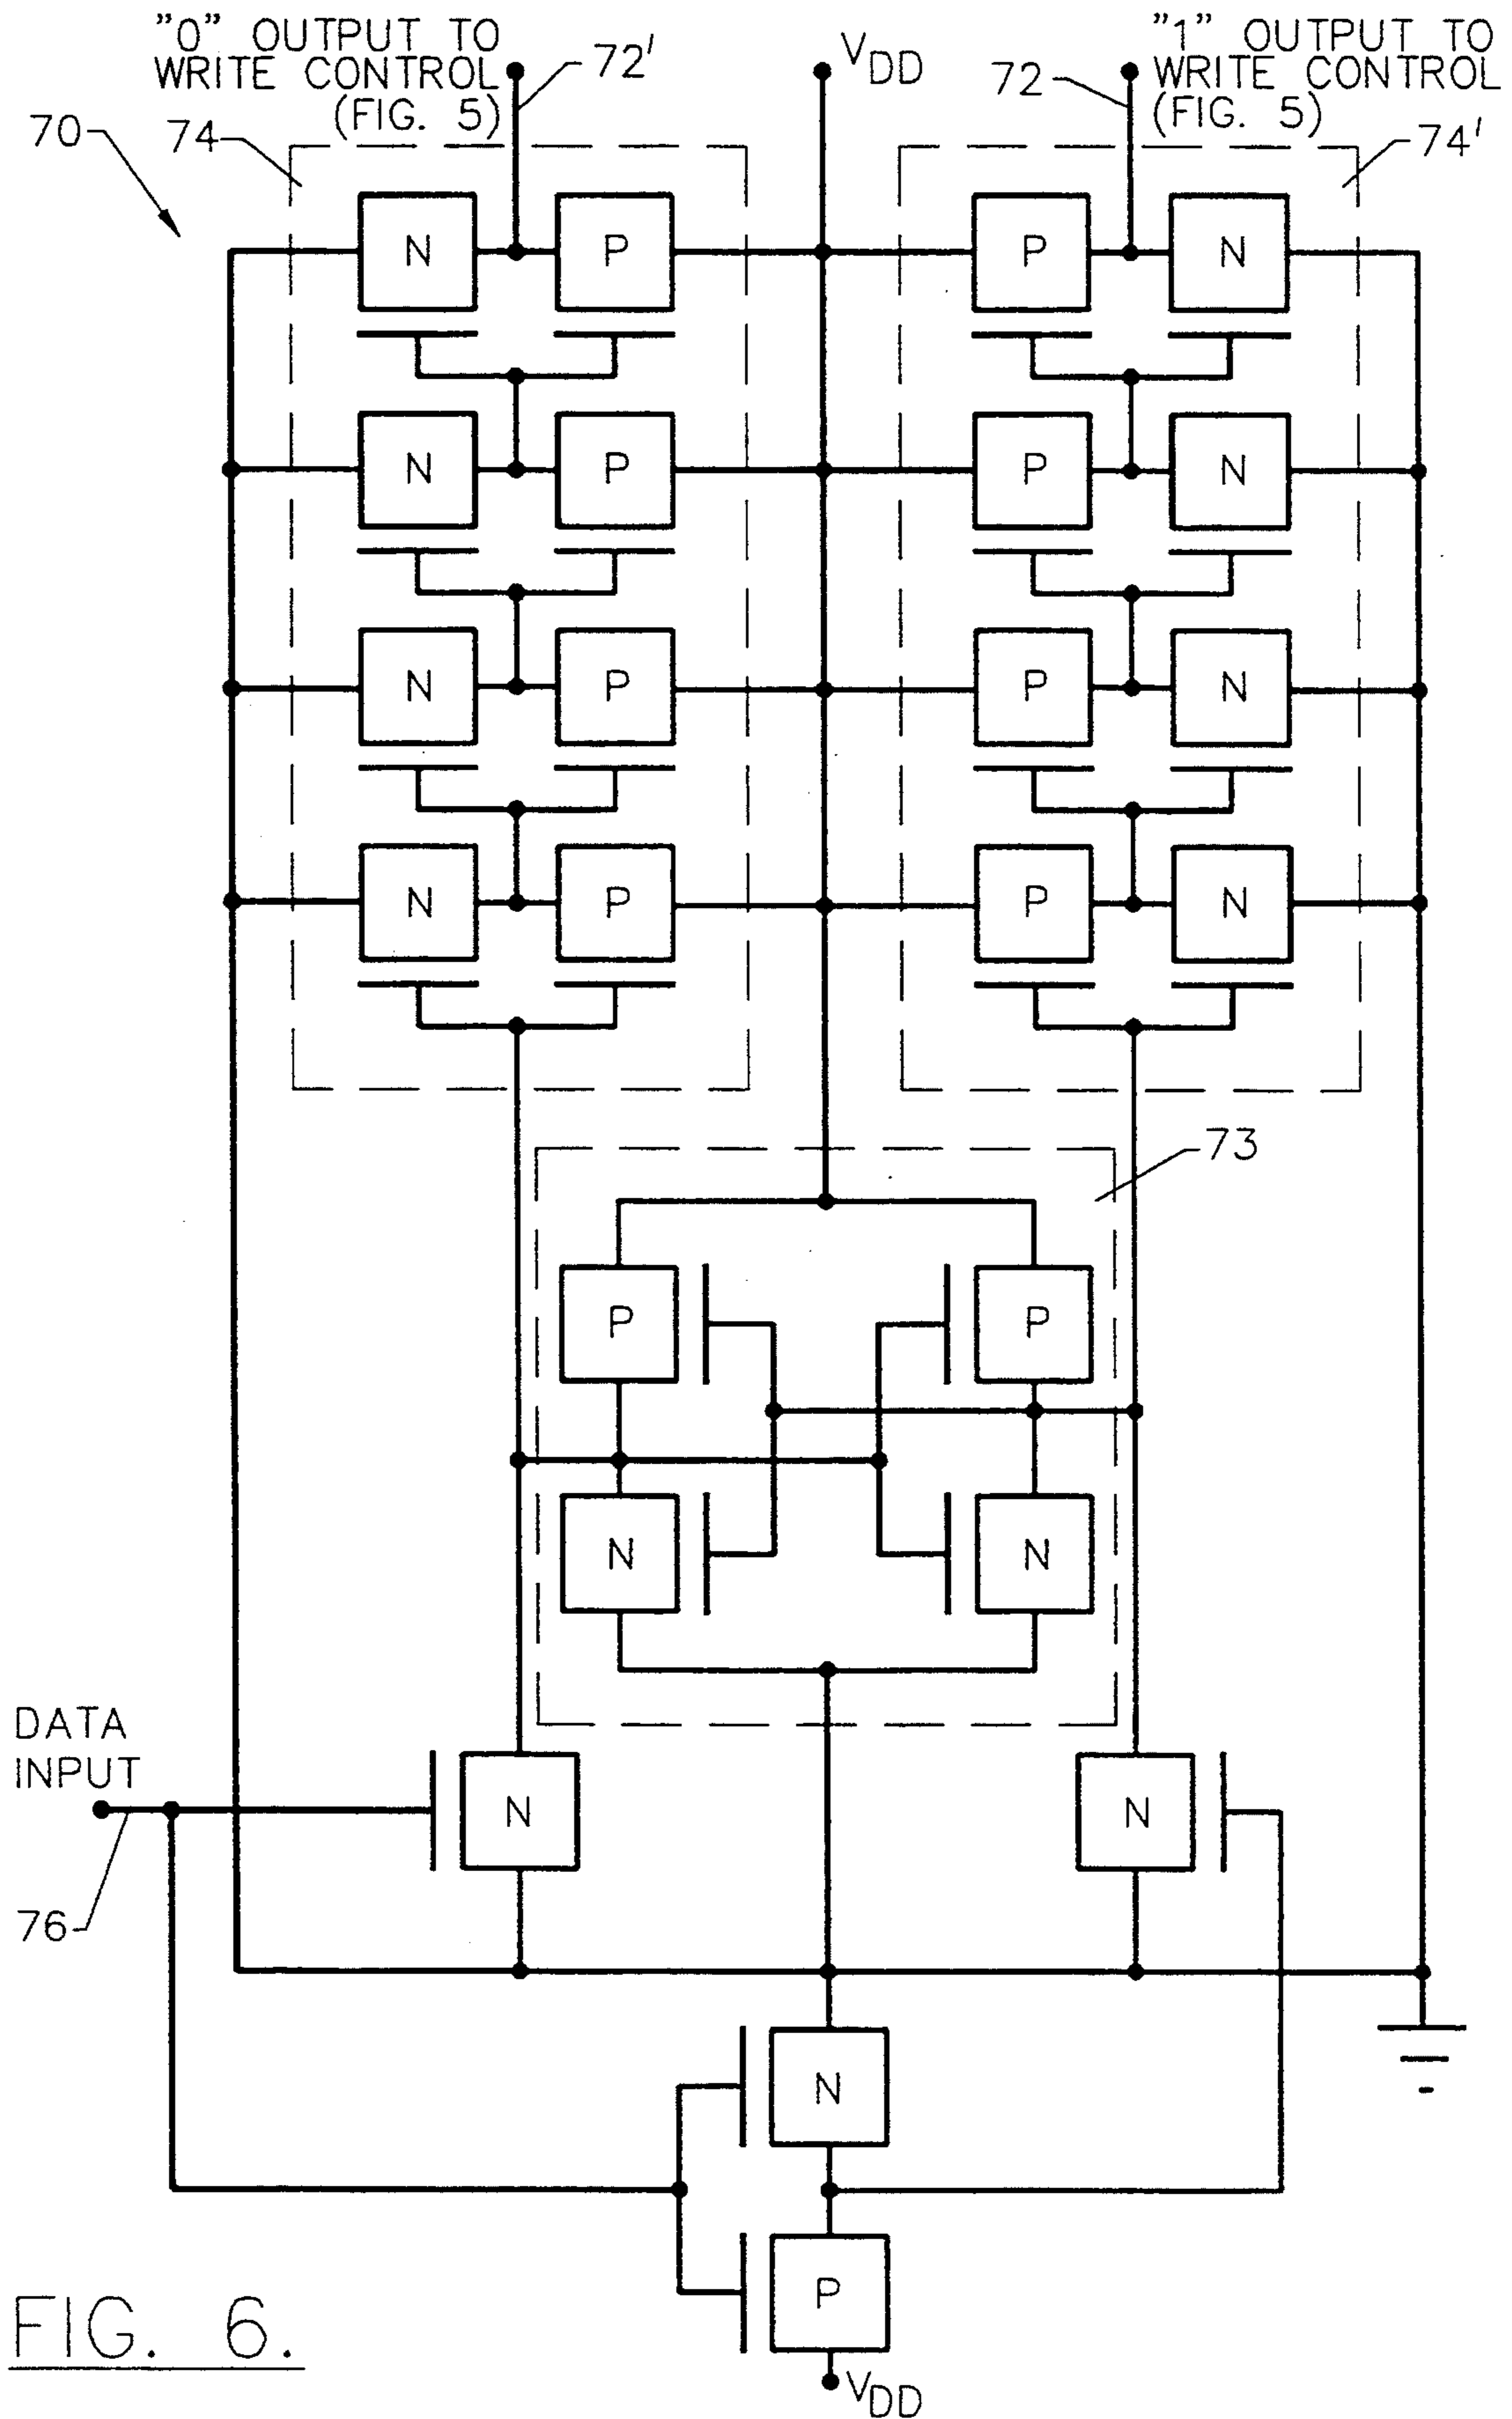 "0" OUTPUT TO
WRITE CONTROL
(FIG. 5)
72'
VDD
72
"1" OUTPUT TO
WRITE CONTROL
(FIG. 5)
70
74
74'
N P P N
N P P N
N P P N
N P P N
73
P P
N N
DATA
INPUT
N N
76
N
P
FIG. 6.
VDD